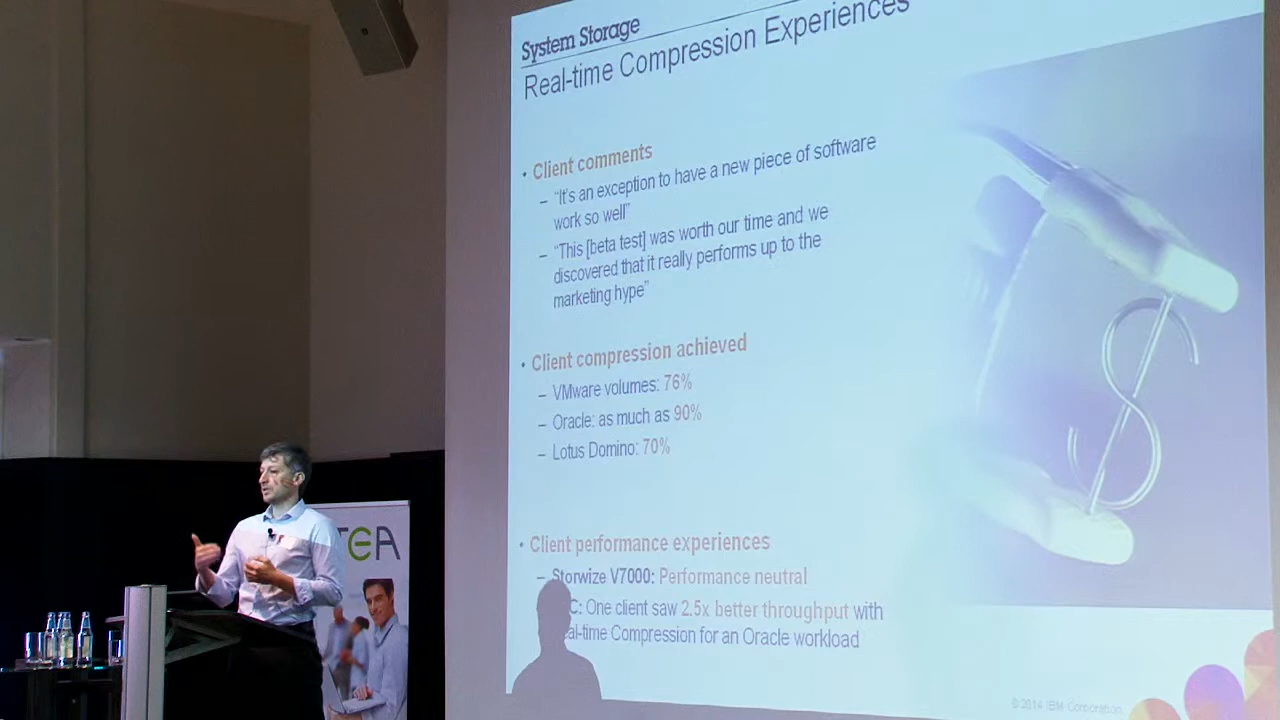 System Storage
Real-time Compression Experiences
• Client comments
– “It’s an exception to have a new piece of software
work so well”
– “This [beta test] was worth our time and we
discovered that it really performs up to the
marketing hype”
• Client compression achieved
– VMware volumes: 76%
– Oracle: as much as 90%
– Lotus Domino: 70%
• Client performance experiences
– Storwize V7000: Performance neutral
C: One client saw 2.5x better throughput with
al-time Compression for an Oracle workload
© 2014 IBM Corporation
TEA